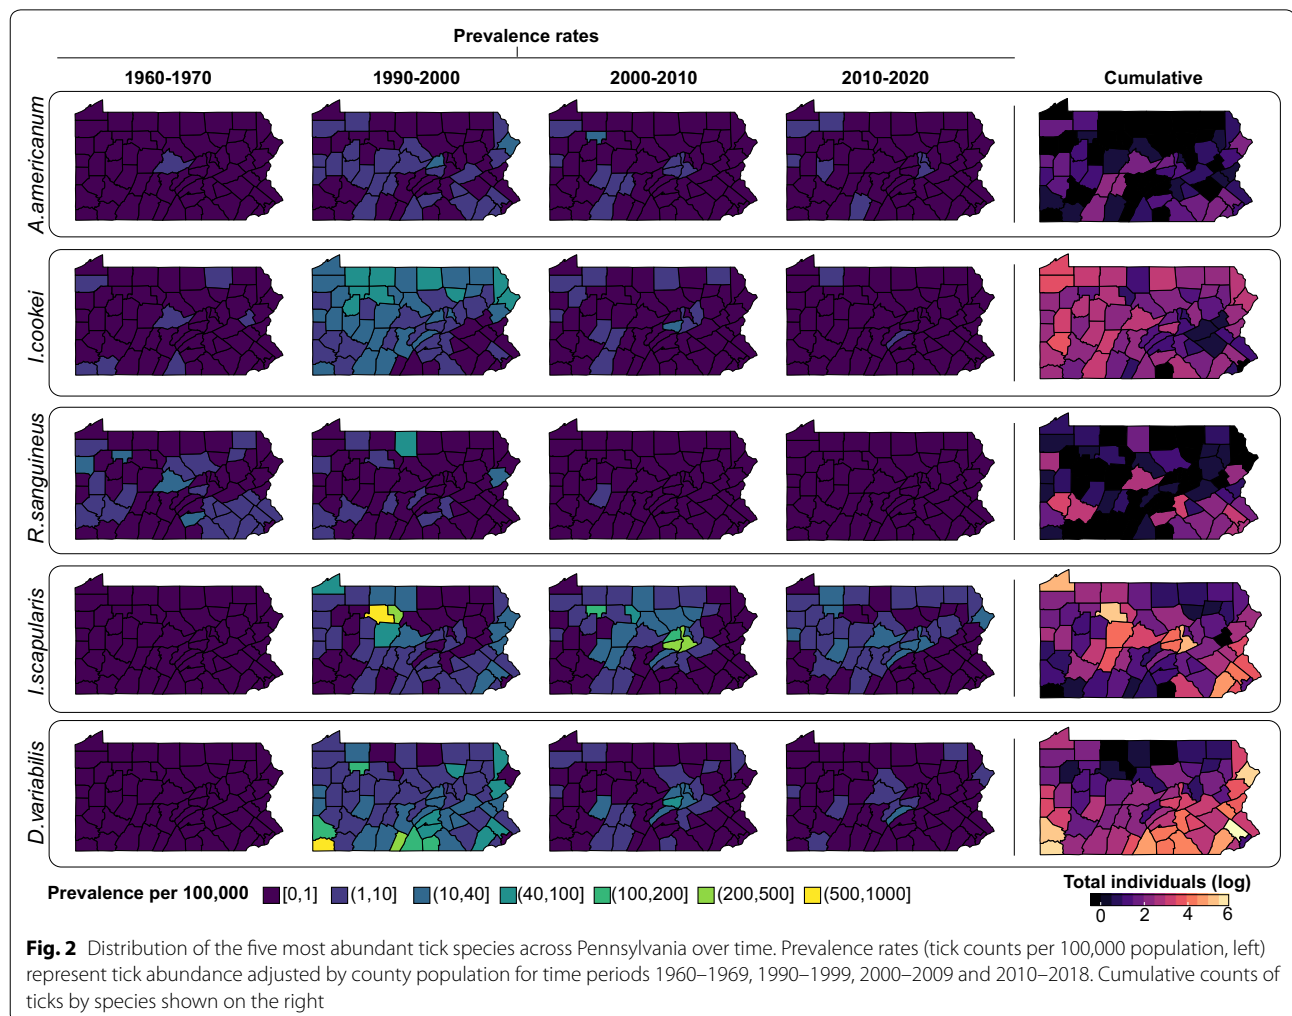 Prevalence rates
1960-1970 1990-2000 2000-2010 2010-2020 Cumulative
A.americanum
I.cookei
R.sanguineus
I.scapularis
D.variabilis
Prevalence per 100,000 [0,1] (1,10] (10,40] (40,100] (100,200] (200,500] (500,1000]
Total individuals (log)
0 2 4 6
Fig. 2 Distribution of the five most abundant tick species across Pennsylvania over time. Prevalence rates (tick counts per 100,000 population, left)
represent tick abundance adjusted by county population for time periods 1960–1969, 1990–1999, 2000–2009 and 2010–2018. Cumulative counts of
ticks by species shown on the right